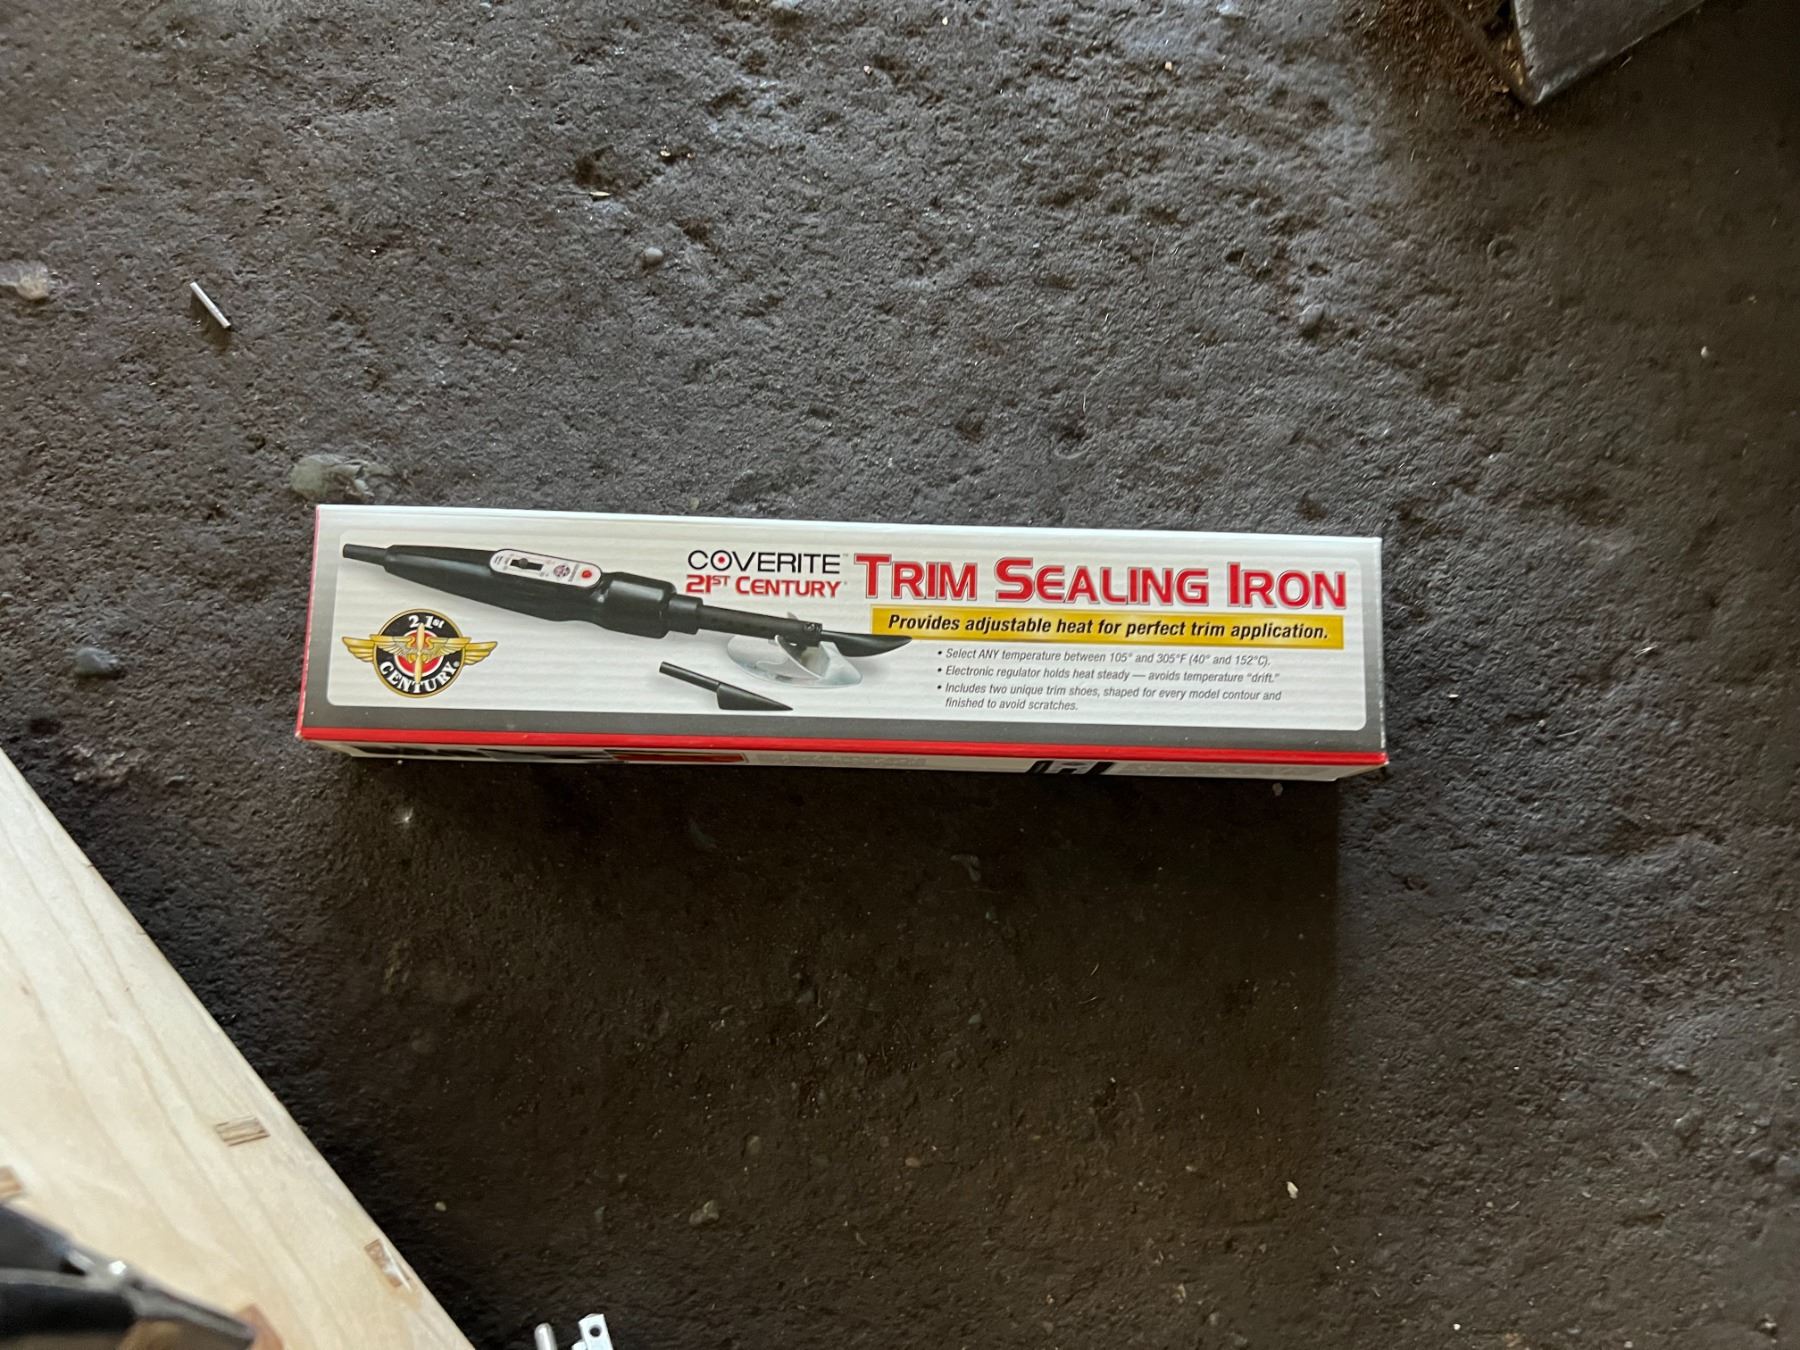 COVERITE™
21ST CENTURY®
TRIM SEALING IRON
Provides adjustable heat for perfect trim application.
• Select ANY temperature between 105° and 305°F (40° and 152°C).
• Electronic regulator holds heat steady — avoids temperature "drift."
• Includes two unique trim shoes, shaped for every model contour and
finished to avoid scratches.
21st
CENTURY®